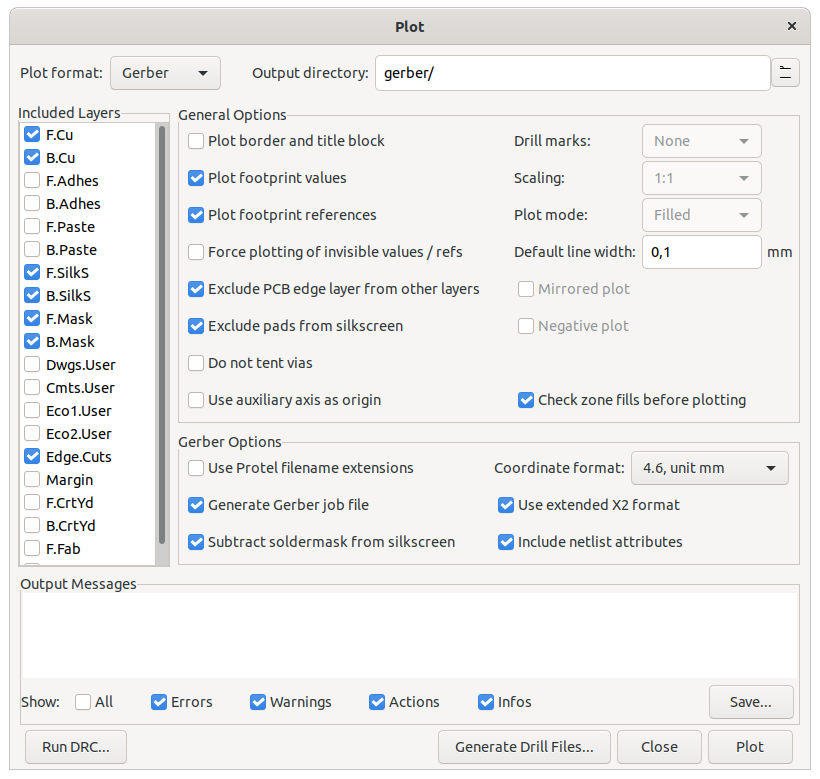 Plot
Plot format: Gerber Output directory: gerber/
Included Layers
F.Cu
B.Cu
F.Adhes
B.Adhes
F.Paste
B.Paste
F.SilkS
B.SilkS
F.Mask
B.Mask
Dwgs.User
Cmts.User
Eco1.User
Eco2.User
Edge.Cuts
Margin
F.CrtYd
B.CrtYd
F.Fab
General Options
Plot border and title block Drill marks: None
Plot footprint values Scaling: 1:1
Plot footprint references Plot mode: Filled
Force plotting of invisible values / refs Default line width: 0,1 mm
Exclude PCB edge layer from other layers Mirrored plot
Exclude pads from silkscreen Negative plot
Do not tent vias
Use auxiliary axis as origin Check zone fills before plotting
Gerber Options
Use Protel filename extensions Coordinate format: 4.6, unit mm
Generate Gerber job file Use extended X2 format
Subtract soldermask from silkscreen Include netlist attributes
Output Messages
Show: All Errors Warnings Actions Infos Save...
Run DRC... Generate Drill Files... Close Plot